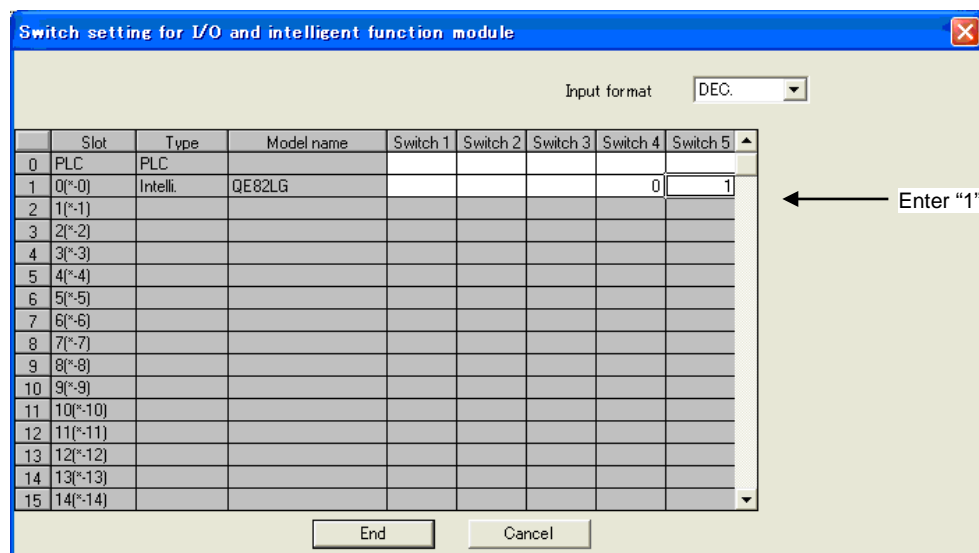 Switch setting for I/O and intelligent function module
Input format DEC.
Slot Type Model name Switch 1 Switch 2 Switch 3 Switch 4 Switch 5
0 PLC PLC
1 0(*-0) Intelli. QE82LG 0 1
Enter “1”
2 1(*-1)
3 2(*-2)
4 3(*-3)
5 4(*-4)
6 5(*-5)
7 6(*-6)
8 7(*-7)
9 8(*-8)
10 9(*-9)
11 10(*-10)
12 11(*-11)
13 12(*-12)
14 13(*-13)
15 14(*-14)
End Cancel